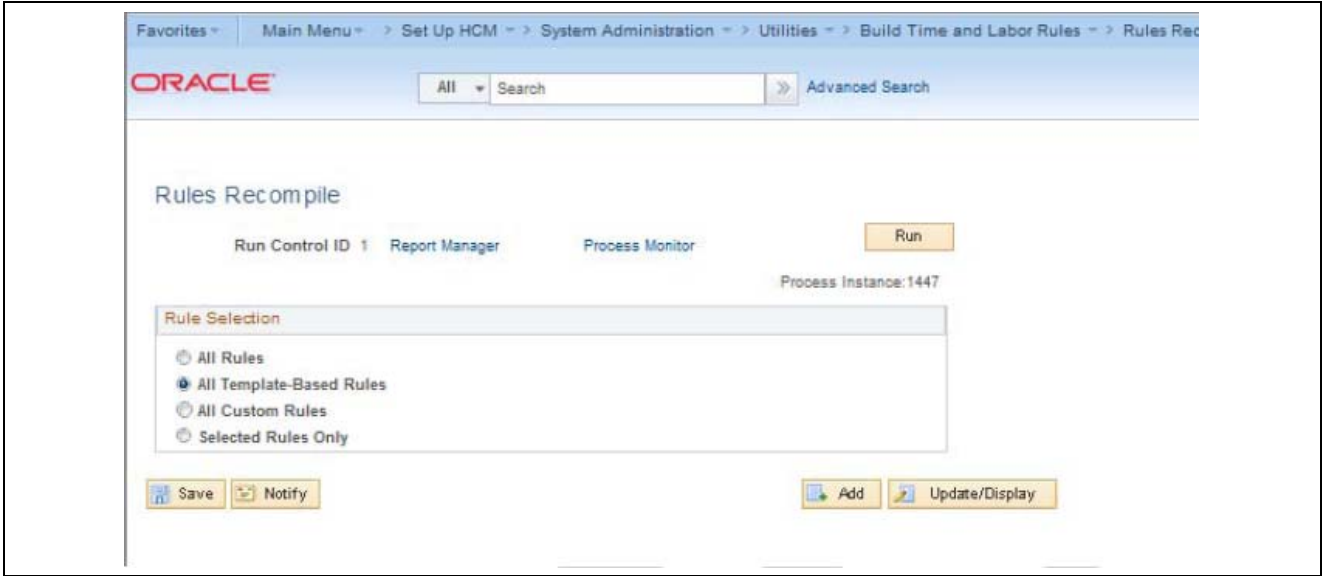 Favorites Main Menu > Set Up HCM > System Administration > Utilities > Build Time and Labor Rules > Rules Rec
ORACLE All Search Advanced Search
Rules Recompile
Run Control ID 1 Report Manager Process Monitor Run
Process Instance:1447
Rule Selection
All Rules
All Template-Based Rules
All Custom Rules
Selected Rules Only
Save Notify Add Update/Display